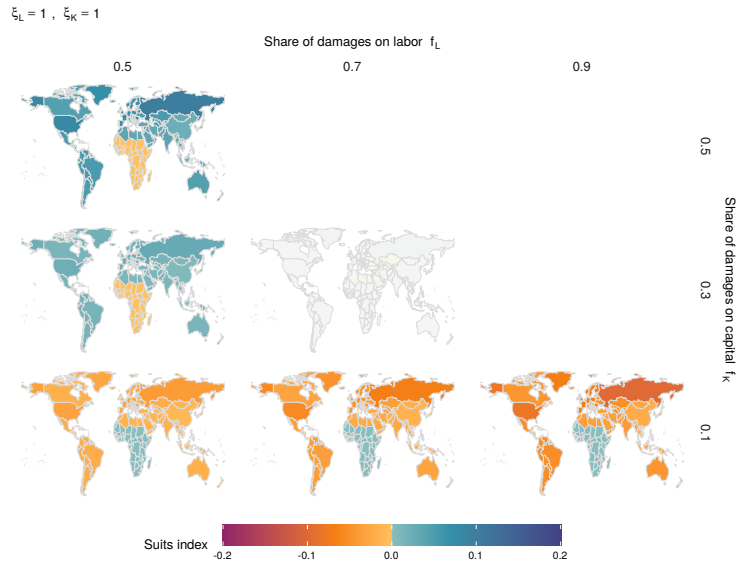 ξL = 1 , ξK = 1
Share of damages on labor fL
0.5 0.7 0.9
0.5
0.3
0.1
Share of damages on capital fK
Suits index
-0.2 -0.1 0.0 0.1 0.2